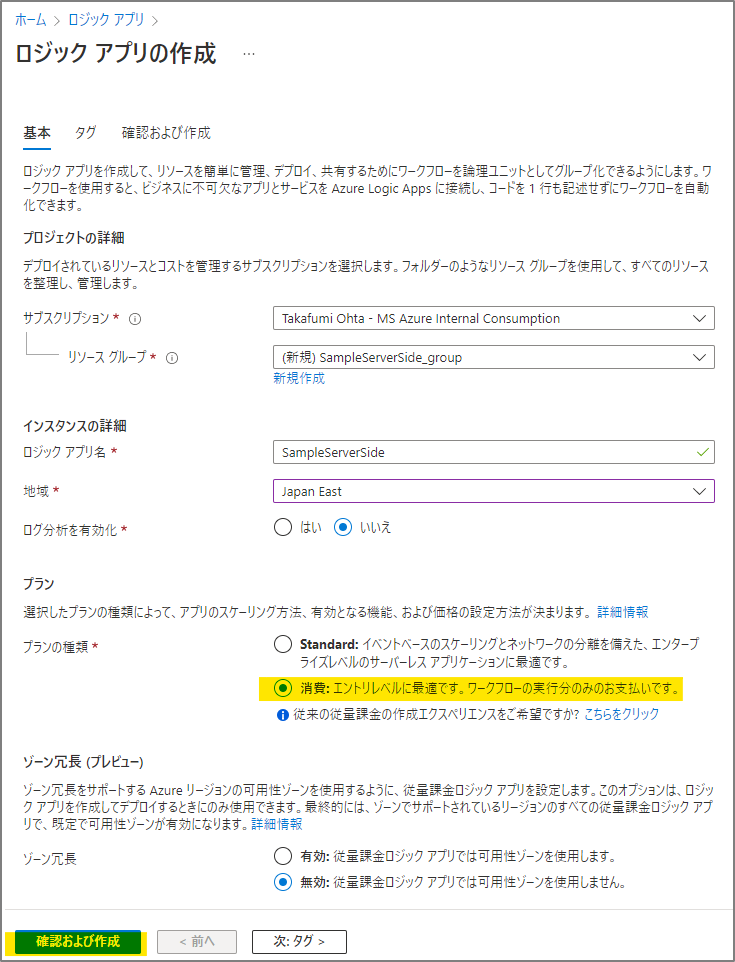 ホーム > ロジック アプリ >
ロジック アプリの作成 …
基本 タグ 確認および作成
ロジック アプリを作成して、リソースを簡単に管理、デプロイ、共有するためにワークフローを論理ユニットとしてグループ化できるようにします。ワ
ークフローを使用すると、ビジネスに不可欠なアプリとサービスを Azure Logic Apps に接続し、コードを 1 行も記述せずにワークフローを自動
化できます。
プロジェクトの詳細
デプロイされているリソースとコストを管理するサブスクリプションを選択します。フォルダーのようなリソース グループを使用して、すべてのリソース
を整理し、管理します。
サブスクリプション * Takafumi Ohta - MS Azure Internal Consumption
リソース グループ * (新規) SampleServerSide_group
新規作成
インスタンスの詳細
ロジック アプリ名 * SampleServerSide
地域 * Japan East
ログ分析を有効化 * はい いいえ
プラン
選択したプランの種類によって、アプリのスケーリング方法、有効となる機能、および価格の設定方法が決まります。 詳細情報
プランの種類 * Standard: イベントベースのスケーリングとネットワークの分離を備えた、エンタープ
ライズレベルのサーバーレス アプリケーションに最適です。
消費: エントリレベルに最適です。ワークフローの実行分のみのお支払いです。
従来の従量課金の作成エクスペリエンスをご希望ですか? こちらをクリック
ゾーン冗長 (プレビュー)
ゾーン冗長をサポートする Azure リージョンの可用性ゾーンを使用するように、従量課金ロジック アプリを設定します。このオプションは、ロジッ
ク アプリを作成してデプロイするときにのみ使用できます。最終的には、ゾーンでサポートされているリージョンのすべての従量課金ロジック アプ
リで、既定で可用性ゾーンが有効になります。詳細情報
ゾーン冗長 有効: 従量課金ロジック アプリでは可用性ゾーンを使用します。
無効: 従量課金ロジック アプリでは可用性ゾーンを使用しません。
確認および作成 < 前へ 次: タグ >